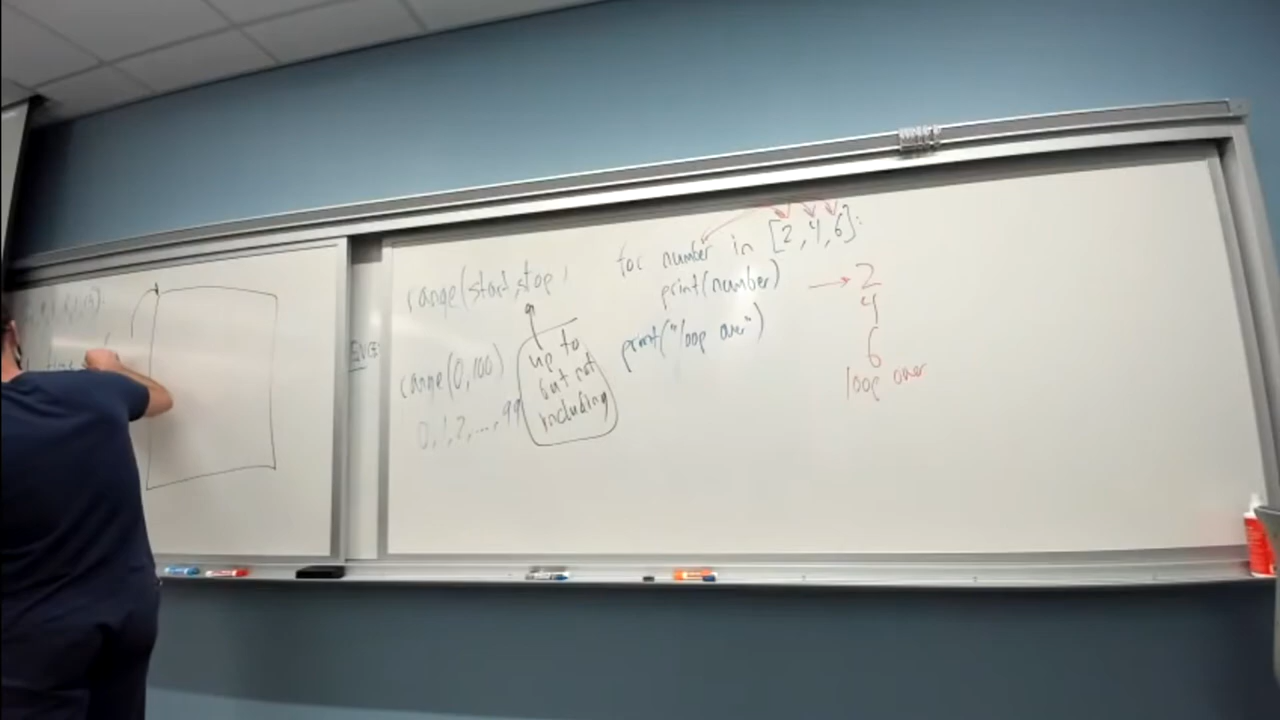 range(start, stop,
up to
but not
including
range(0,100)
0,1,2,...,99
for number in [2,4,6]:
print(number)
print("loop over")
2
4
6
loop over